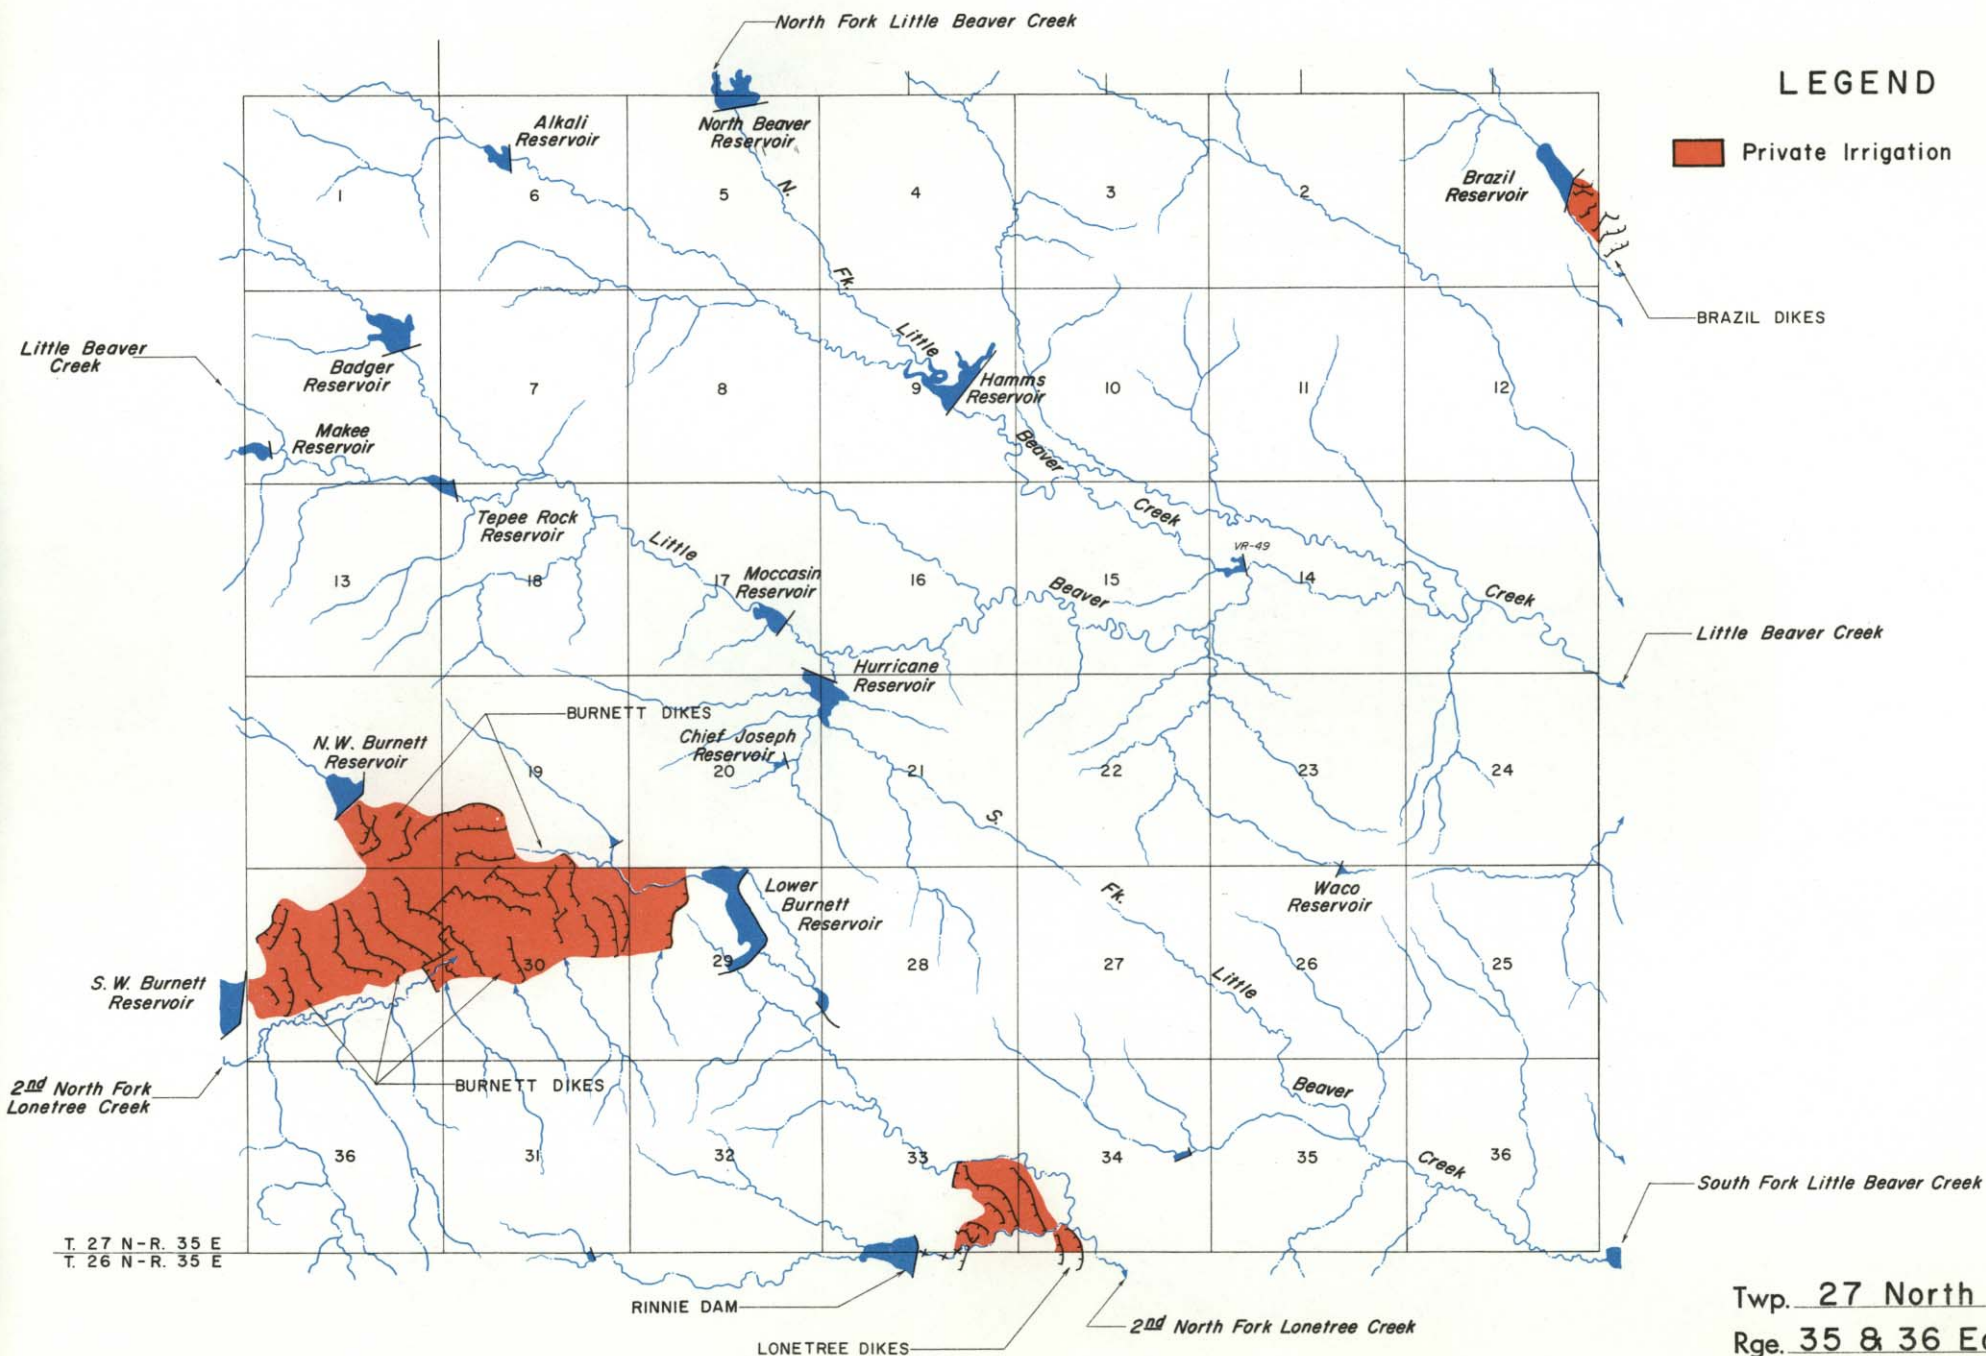 North Fork Little Beaver Creek
LEGEND
Private Irrigation
Alkali
Reservoir
North Beaver
Reservoir
N.
Brazil
Reservoir
1
6
5
4
3
2
Fk.
BRAZIL DIKES
Little Beaver
Creek
Little
Badger
Reservoir
7
8
9
Hamms
Reservoir
10
11
12
Makee
Reservoir
Beaver
Tepee Rock
Reservoir
Little
Creek
VR-49
13
18
17
Moccasin
Reservoir
16
Beaver
15
14
Creek
Little Beaver Creek
Hurricane
Reservoir
BURNETT DIKES
N.W. Burnett
Reservoir
Chief Joseph
Reservoir
19
20
21
22
23
24
S.
Lower
Burnett
Reservoir
Fk.
Waco
Reservoir
S.W. Burnett
Reservoir
30
29
28
27
Little
26
25
2nd North Fork
Lonetree Creek
BURNETT DIKES
Beaver
36
31
32
33
34
35
Creek
36
South Fork Little Beaver Creek
T. 27 N-R. 35 E
T. 26 N-R. 35 E
RINNIE DAM
2nd North Fork Lonetree Creek
LONETREE DIKES
Twp. 27 North
Rge. 35 & 36 Ea